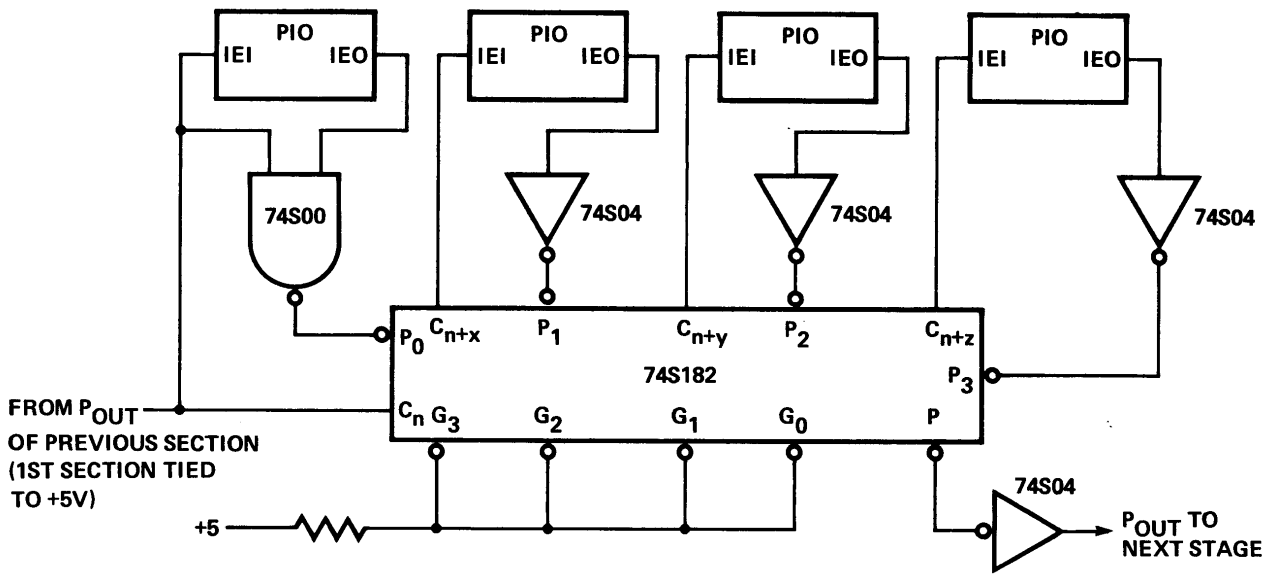 PIO
IEI IEO
PIO
IEI IEO
PIO
IEI IEO
PIO
IEI IEO
74S00
74S04
74S04
74S04
P0 Cn+x P1 Cn+y P2 Cn+z
74S182
P3
Cn G3 G2 G1 G0 P
FROM POUT
OF PREVIOUS SECTION
(1ST SECTION TIED
TO +5V)
+5
74S04
POUT TO
NEXT STAGE